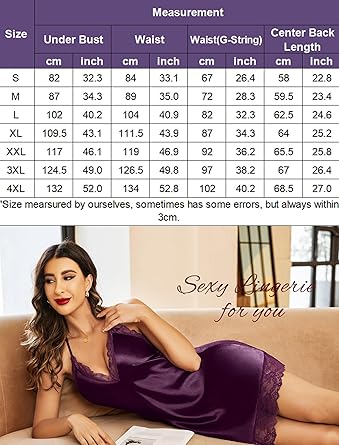 Measurement
Size Under Bust Waist Waist(G-String) Center Back Length
cm inch cm inch cm inch cm inch
S 82 32.3 84 33.1 67 26.4 58 22.8
M 87 34.3 89 35.0 72 28.3 59.5 23.4
L 102 40.2 104 40.9 82 32.3 62.5 24.6
XL 109.5 43.1 111.5 43.9 87 34.3 64 25.2
XXL 117 46.1 119 46.9 92 36.2 65.5 25.8
3XL 124.5 49.0 126.5 49.8 97 38.2 67 26.4
4XL 132 52.0 134 52.8 102 40.2 68.5 27.0
*Size mearsured by ourselves, sometimes has some errors, but always within
3cm.
Sexy Lingerie
for you